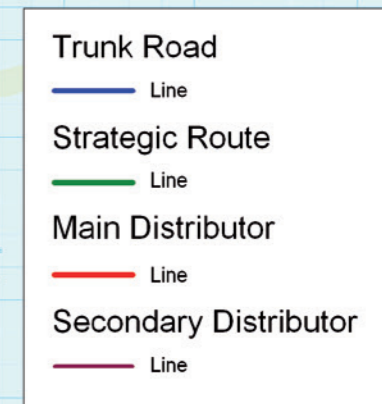 Trunk Road
Line
Strategic Route
Line
Main Distributor
Line
Secondary Distributor
Line